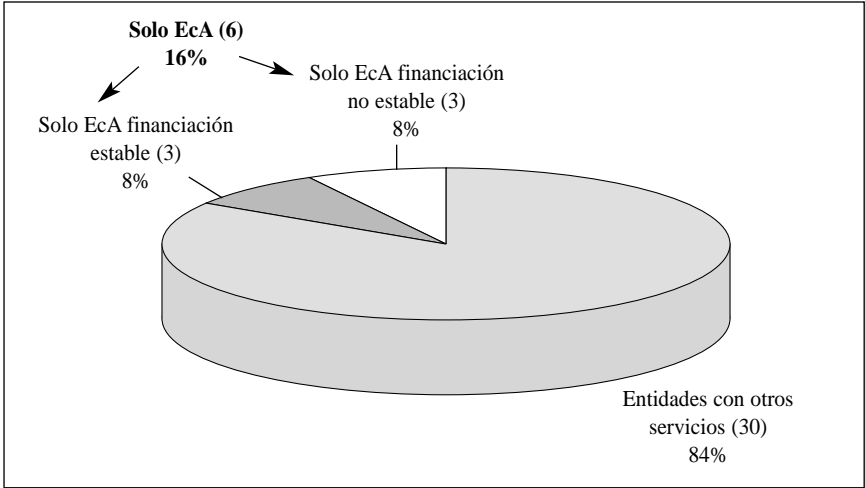 Solo EcA (6)
16%
Solo EcA financiación
no estable (3)
8%
Solo EcA financiación
estable (3)
8%
Entidades con otros
servicios (30)
84%